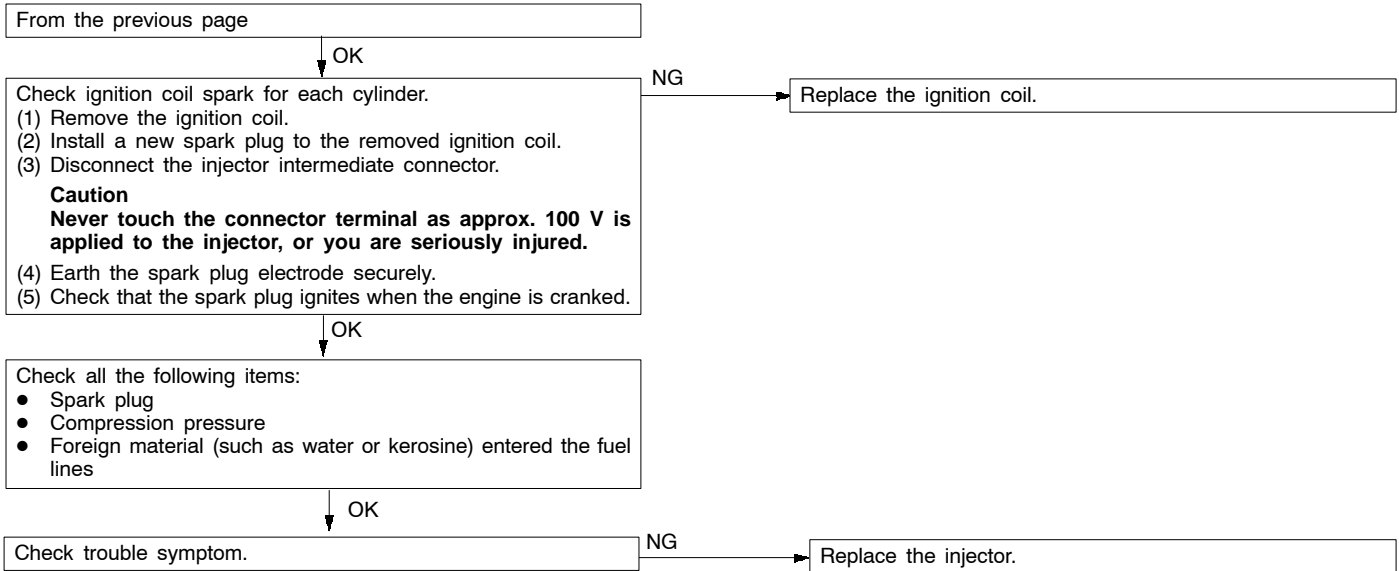 From the previous page
OK
Check ignition coil spark for each cylinder.
(1) Remove the ignition coil.
(2) Install a new spark plug to the removed ignition coil.
(3) Disconnect the injector intermediate connector.
Caution
Never touch the connector terminal as approx. 100 V is
applied to the injector, or you are seriously injured.
(4) Earth the spark plug electrode securely.
(5) Check that the spark plug ignites when the engine is cranked.
NG
Replace the ignition coil.
OK
Check all the following items:
● Spark plug
● Compression pressure
● Foreign material (such as water or kerosine) entered the fuel
lines
OK
Check trouble symptom.
NG
Replace the injector.